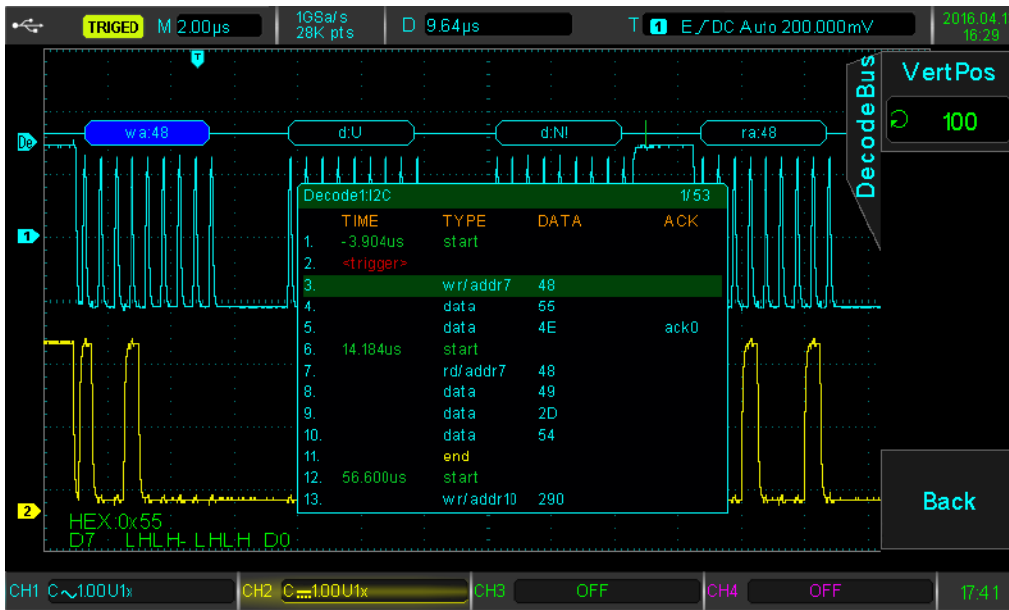 TRIGED M 2.00µs 1GSa/s 28K pts D 9.64µs T 1 E DC Auto 200.000mV 2016.04.1 16:29
VertPos
DecodeBus
100
De wa:48 d:U d:N! ra:48
Decode1:I2C 1/53
TIME TYPE DATA ACK
1. -3.904us start
2. <trigger>
3. wr/addr7 48
4. data 55
5. data 4E ack0
6. 14.184us start
7. rd/addr7 48
8. data 49
9. data 2D
10. data 54
11. end
12. 56.600us start
13. wr/addr10 290
1
2
HEX:0x55
D7 LHLH-LHLH D0
Back
CH1 C 1.00U1x CH2 C 1.00U1x CH3 OFF CH4 OFF 17:41